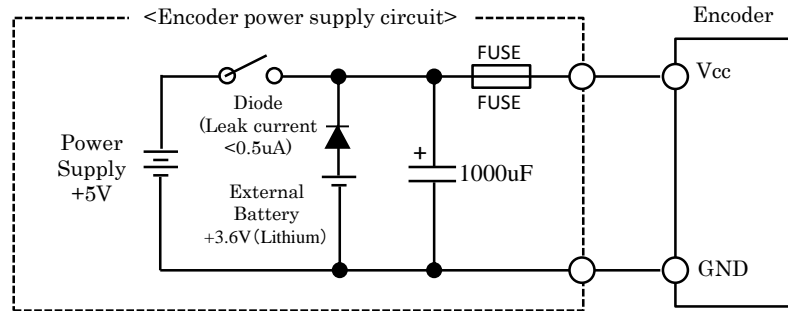 <Encoder power supply circuit>
Encoder
FUSE
FUSE
Vcc
Diode
(Leak current
<0.5uA)
Power
Supply
+5V
+
1000uF
External
Battery
+3.6V(Lithium)
GND